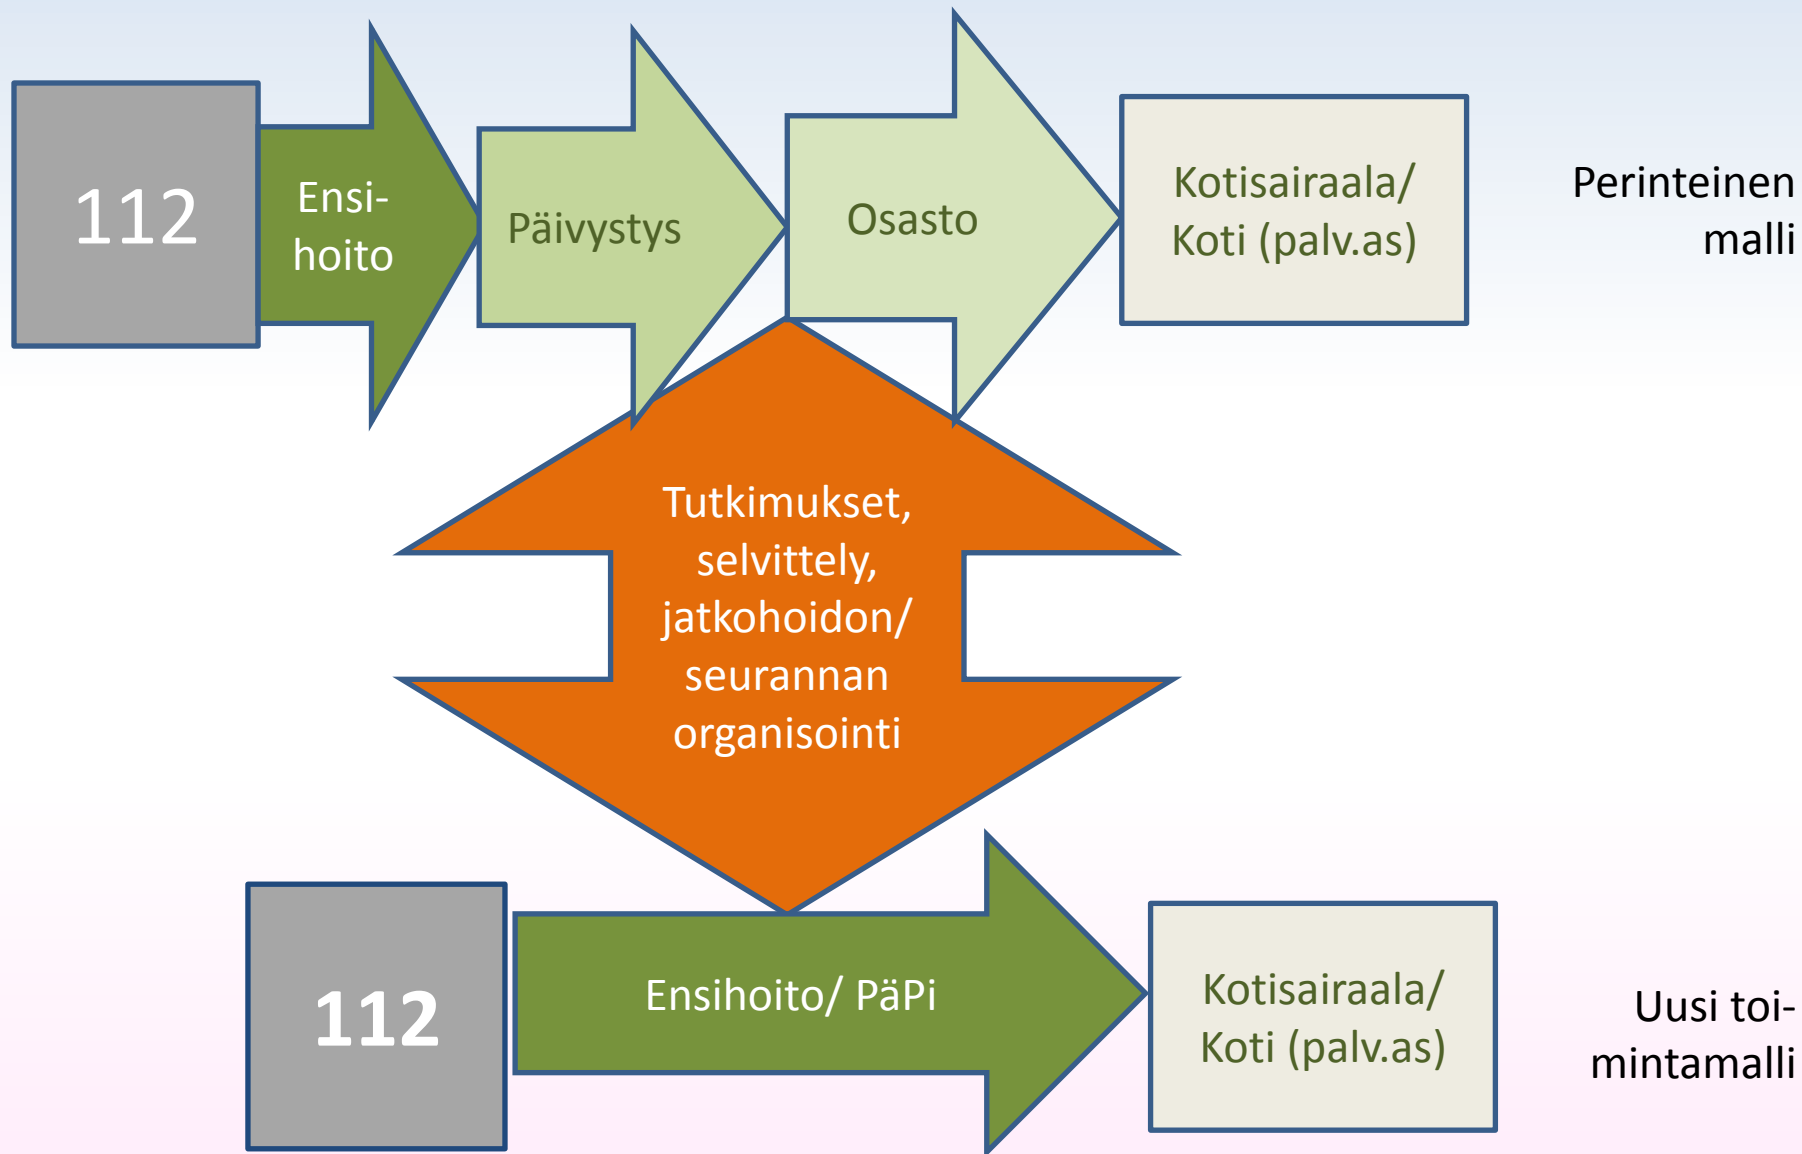 112
Ensi-
hoito
Päivystys
Osasto
Kotisairaala/
Koti (palv.as)
Perinteinen
malli
Tutkimukset,
selvittely,
jatkohoidon/
seurannan
organisointi
112
Ensihoito/ PäPi
Kotisairaala/
Koti (palv.as)
Uusi toi-
mintamalli